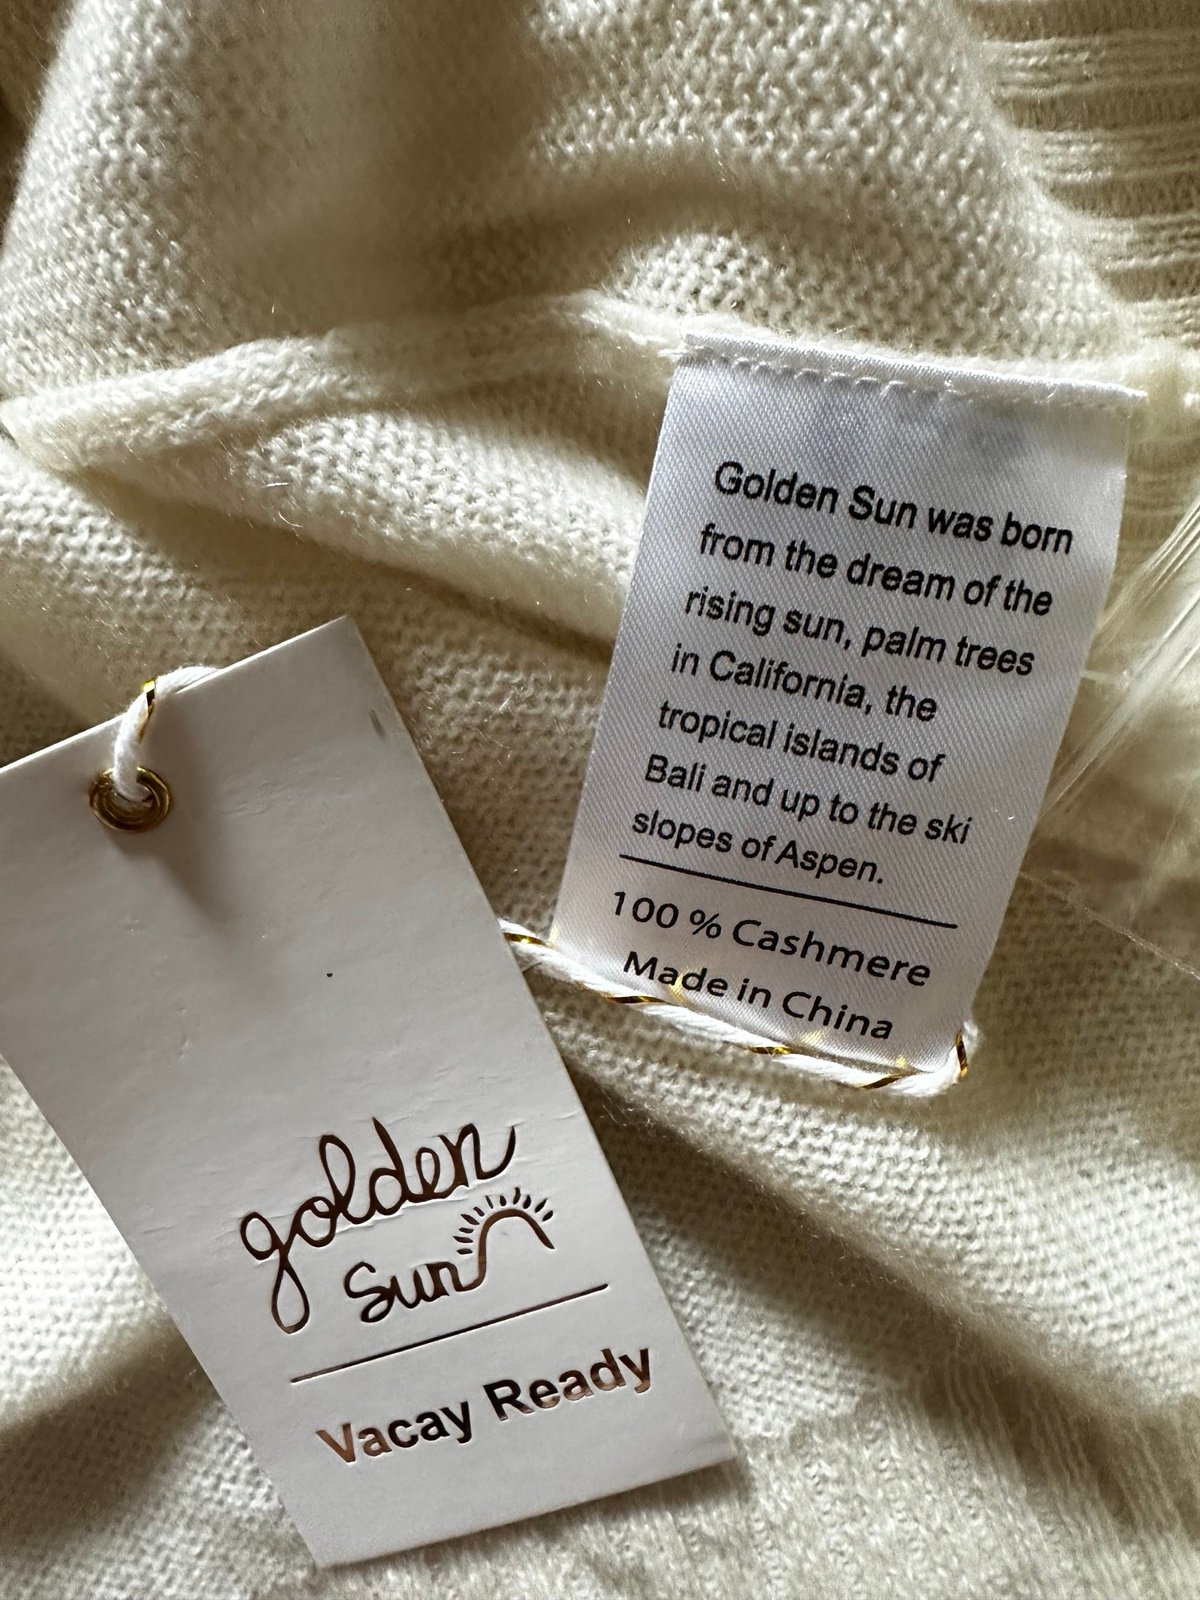 Golden Sun was born
from the dream of the
rising sun, palm trees
in California, the
tropical islands of
Bali and up to the ski
slopes of Aspen.
100 % Cashmere
Made in China
golden
Sun
Vacay Ready